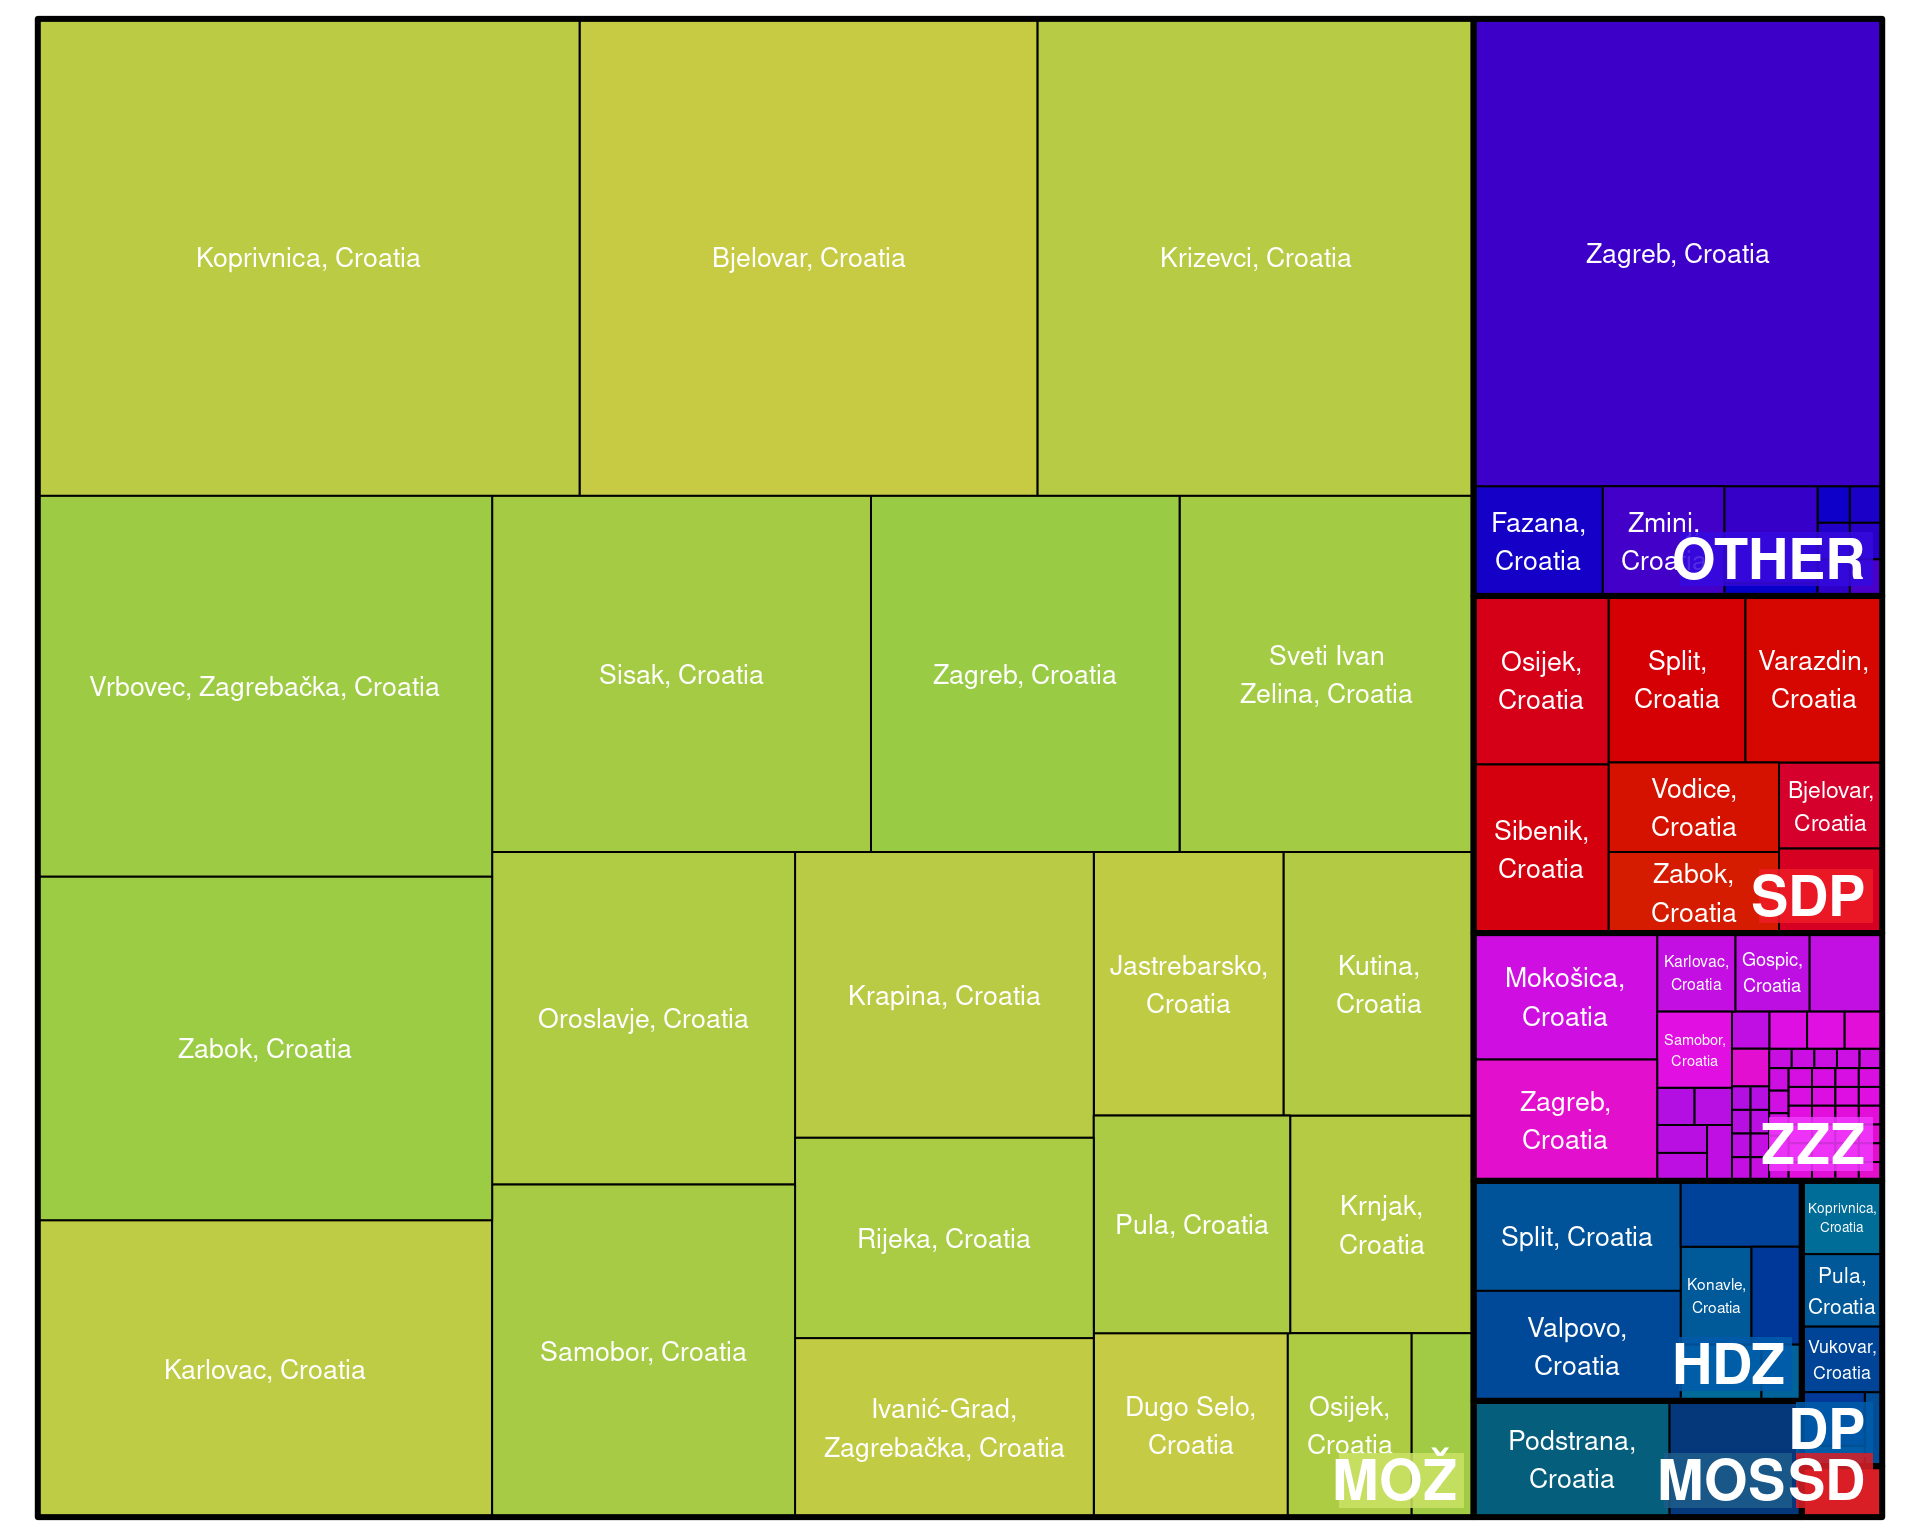 Koprivnica, Croatia
Bjelovar, Croatia
Krizevci, Croatia
Vrbovec, Zagrebačka, Croatia
Sisak, Croatia
Zagreb, Croatia
Sveti Ivan
Zelina, Croatia
Zabok, Croatia
Oroslavje, Croatia
Krapina, Croatia
Jastrebarsko,
Croatia
Kutina,
Croatia
Karlovac, Croatia
Samobor, Croatia
Rijeka, Croatia
Pula, Croatia
Krnjak,
Croatia
Ivanić-Grad,
Zagrebačka, Croatia
Dugo Selo,
Croatia
Osijek,
Croatia
MOŽ
Zagreb, Croatia
Fazana,
Croatia
Zmini,
Croatia
OTHER
Osijek,
Croatia
Split,
Croatia
Varazdin,
Croatia
Sibenik,
Croatia
Vodice,
Croatia
Bjelovar,
Croatia
Zabok,
Croatia
SDP
Mokošica,
Croatia
Karlovac,
Croatia
Gospic,
Croatia
Samobor,
Croatia
Zagreb,
Croatia
ZZZ
Split, Croatia
Konavle,
Croatia
Valpovo,
Croatia
HDZ
Koprivnica,
Croatia
Pula,
Croatia
Vukovar,
Croatia
DP
Podstrana,
Croatia
MOS
SD